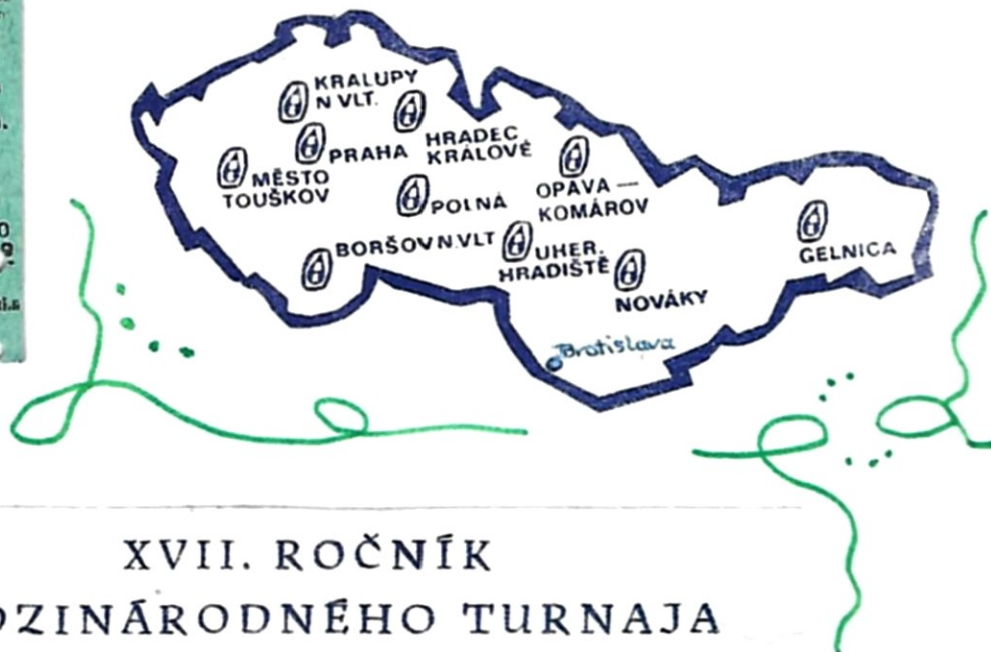 KRALUPY
N VLT.
HRADEC
KRÁLOVÉ
PRAHA
MĚSTO
TOUŠKOV
OPAVA —
KOMÁROV
POLNÁ
BORŠOV N. VLT
UHER.
HRADIŠTĚ
GELNICA
NOVÁKY
Bratislava
XVII. ROČNÍK
DZINÁRODNÉHO TURNAJA